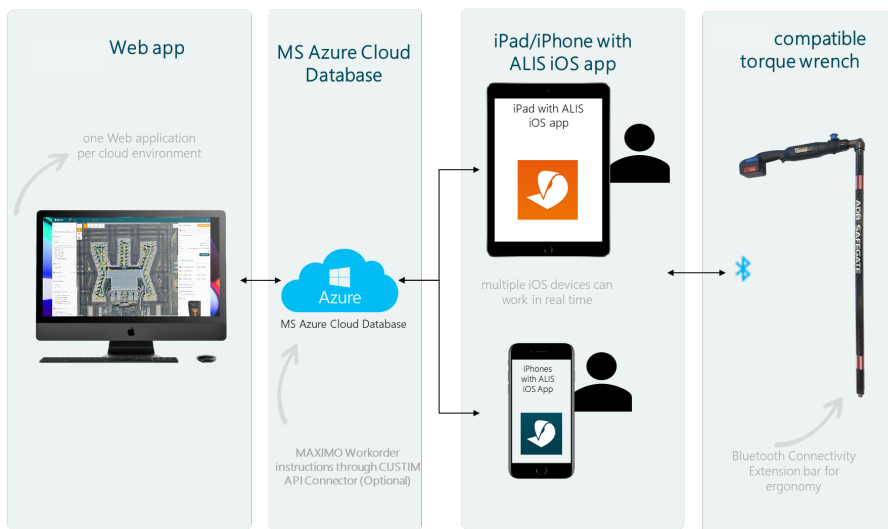 Web app
one Web application
per cloud environment
MS Azure Cloud
Database
Azure
MS Azure Cloud Database
MAXIMO Workorder
instructions through CUSTIM
API Connector (Optional)
iPad/iPhone with
ALIS iOS app
iPad with ALIS
iOS app
multiple iOS devices can
work in real time
iPhones
with ALIS
iOS App
compatible
torque wrench
ADB SAFEGATE
Bluetooth Connectivity
Extension bar for
ergonomy